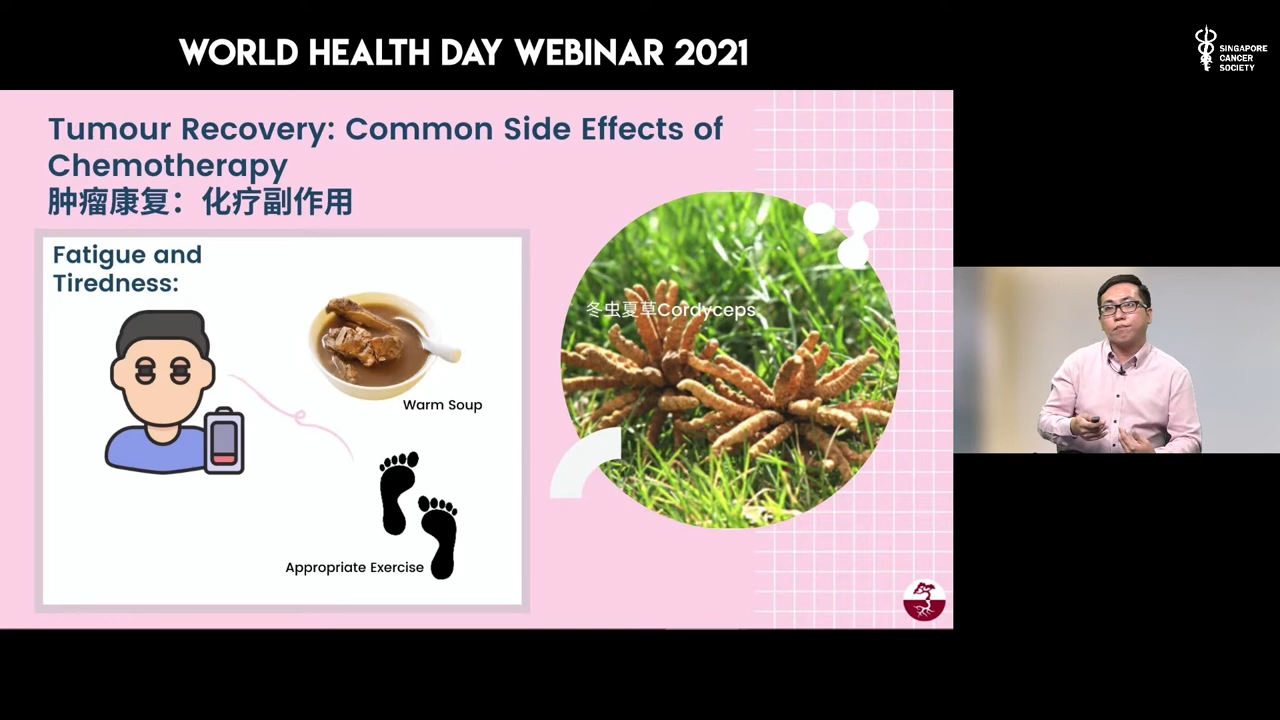 WORLD HEALTH DAY WEBINAR 2021
SINGAPORE
CANCER
SOCIETY
Tumour Recovery: Common Side Effects of
Chemotherapy
肿瘤康复：化疗副作用
Fatigue and
Tiredness:
Warm Soup
Appropriate Exercise
冬虫夏草Cordyceps